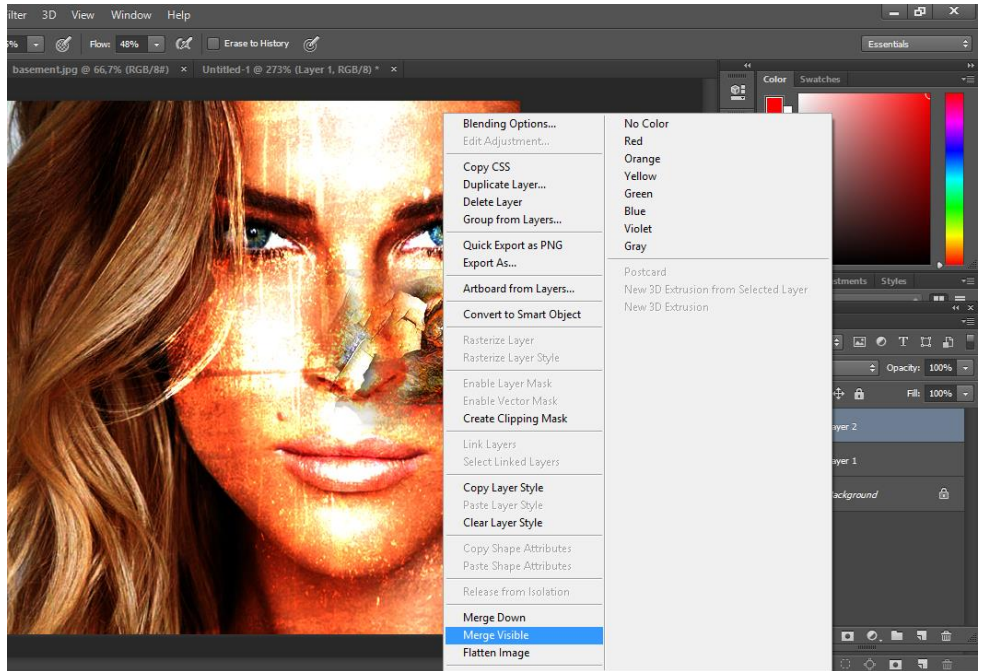 ilter 3D View Window Help
Flow: 48% Erase to History Essentials
basement.jpg @ 66,7% (RGB/8#) × Untitled-1 @ 273% (Layer 1, RGB/8) * ×
Color Swatches
Blending Options...
Edit Adjustment...
Copy CSS
Duplicate Layer...
Delete Layer
Group from Layers...
Quick Export as PNG
Export As...
Artboard from Layers...
Convert to Smart Object
Rasterize Layer
Rasterize Layer Style
Enable Layer Mask
Enable Vector Mask
Create Clipping Mask
Link Layers
Select Linked Layers
Copy Layer Style
Paste Layer Style
Clear Layer Style
Copy Shape Attributes
Paste Shape Attributes
Release from Isolation
Merge Down
Merge Visible
Flatten Image
No Color
Red
Orange
Yellow
Green
Blue
Violet
Gray
Postcard
New 3D Extrusion from Selected Layer
New 3D Extrusion
stments Styles
Opacity: 100%
Fill: 100%
ayer 2
ayer 1
ackground